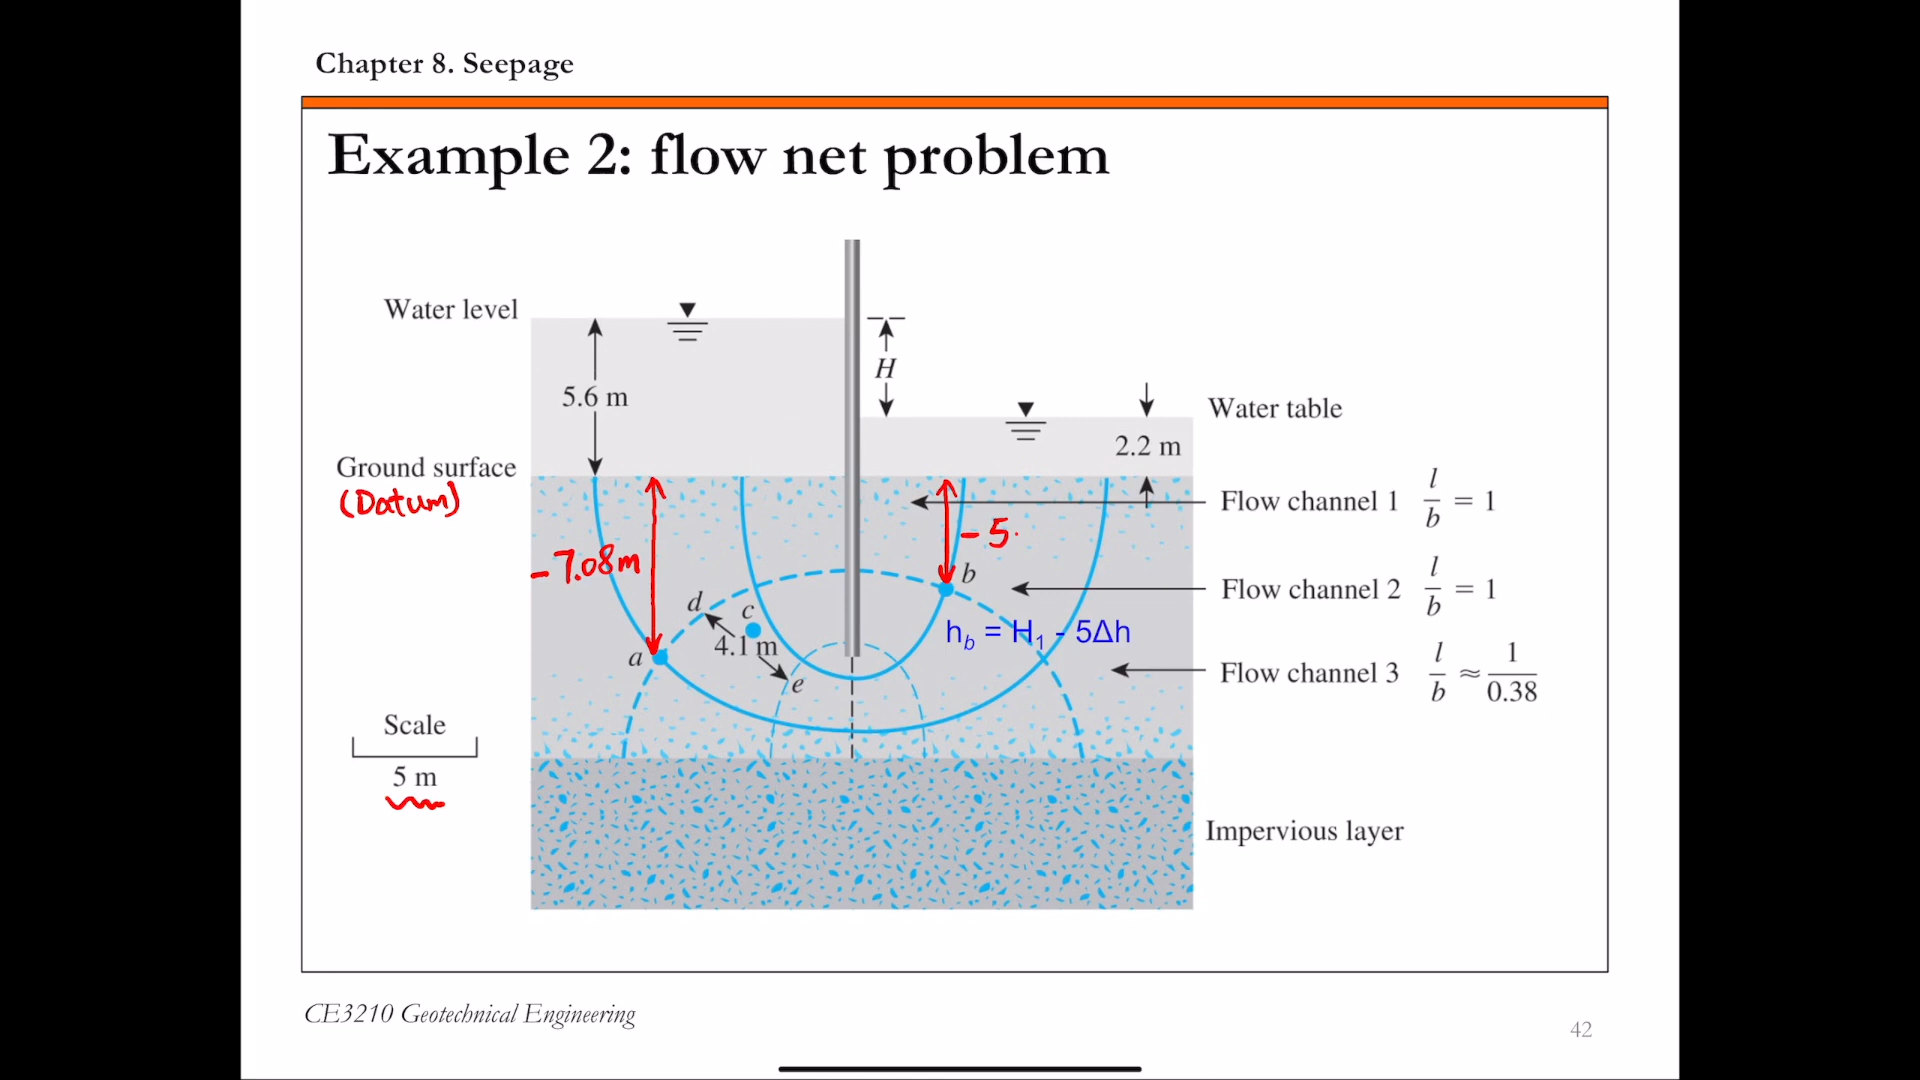 Chapter 8. Seepage
Example 2: flow net problem
Water level
H
5.6 m
Water table
2.2 m
Ground surface
(Datum)
Flow channel 1 l/b = 1
- 5.
- 7.08m
b
Flow channel 2 l/b = 1
d
c
4.1 m
h_b = H_1 - 5Δh
a
e
Flow channel 3 l/b ≈ 1/0.38
Scale
5 m
Impervious layer
CE3210 Geotechnical Engineering
42